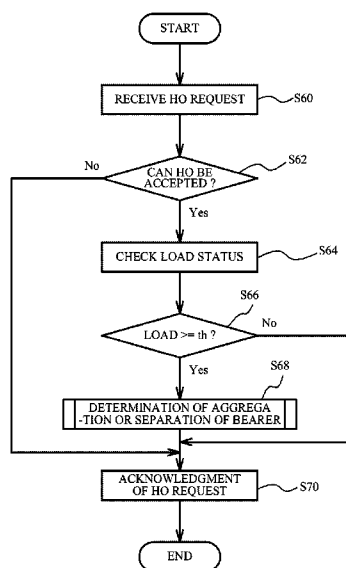 START
RECEIVE HO REQUEST
S60
No
CAN HO BE
ACCEPTED ?
S62
Yes
CHECK LOAD STATUS
S64
S66
LOAD >= th ?
No
Yes
S68
DETERMINATION OF AGGREGA
-TION OR SEPARATION OF BEARER
ACKNOWLEDGMENT
OF HO REQUEST
S70
END